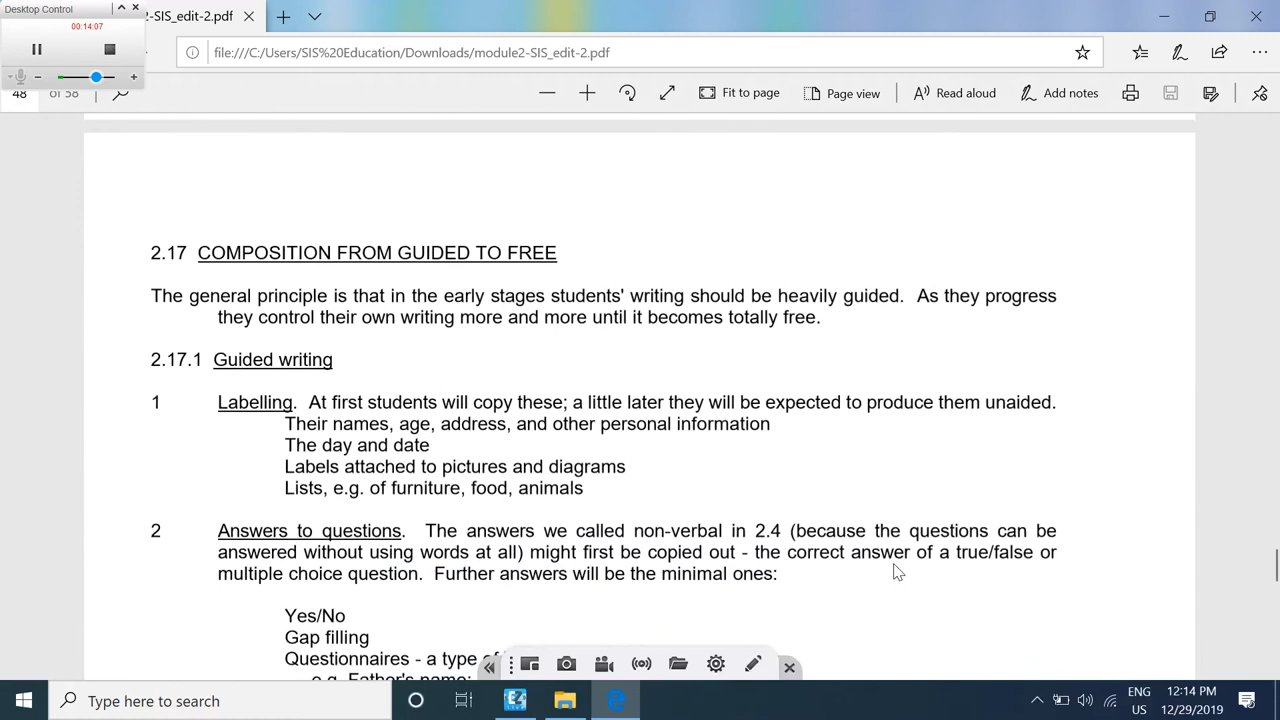 Desktop Control
00:14:07
2-SIS_edit-2.pdf
file:///C:/Users/SIS%20Education/Downloads/module2-SIS_edit-2.pdf
48 of 58
Fit to page
Page view
Read aloud
Add notes
2.17 COMPOSITION FROM GUIDED TO FREE
The general principle is that in the early stages students' writing should be heavily guided. As they progress
they control their own writing more and more until it becomes totally free.
2.17.1 Guided writing
1 Labelling. At first students will copy these; a little later they will be expected to produce them unaided.
Their names, age, address, and other personal information
The day and date
Labels attached to pictures and diagrams
Lists, e.g. of furniture, food, animals
2 Answers to questions. The answers we called non-verbal in 2.4 (because the questions can be
answered without using words at all) might first be copied out - the correct answer of a true/false or
multiple choice question. Further answers will be the minimal ones:
Yes/No
Gap filling
Questionnaires - a type of
e.g. Father's name:
Type here to search
ENG
US
12:14 PM
12/29/2019